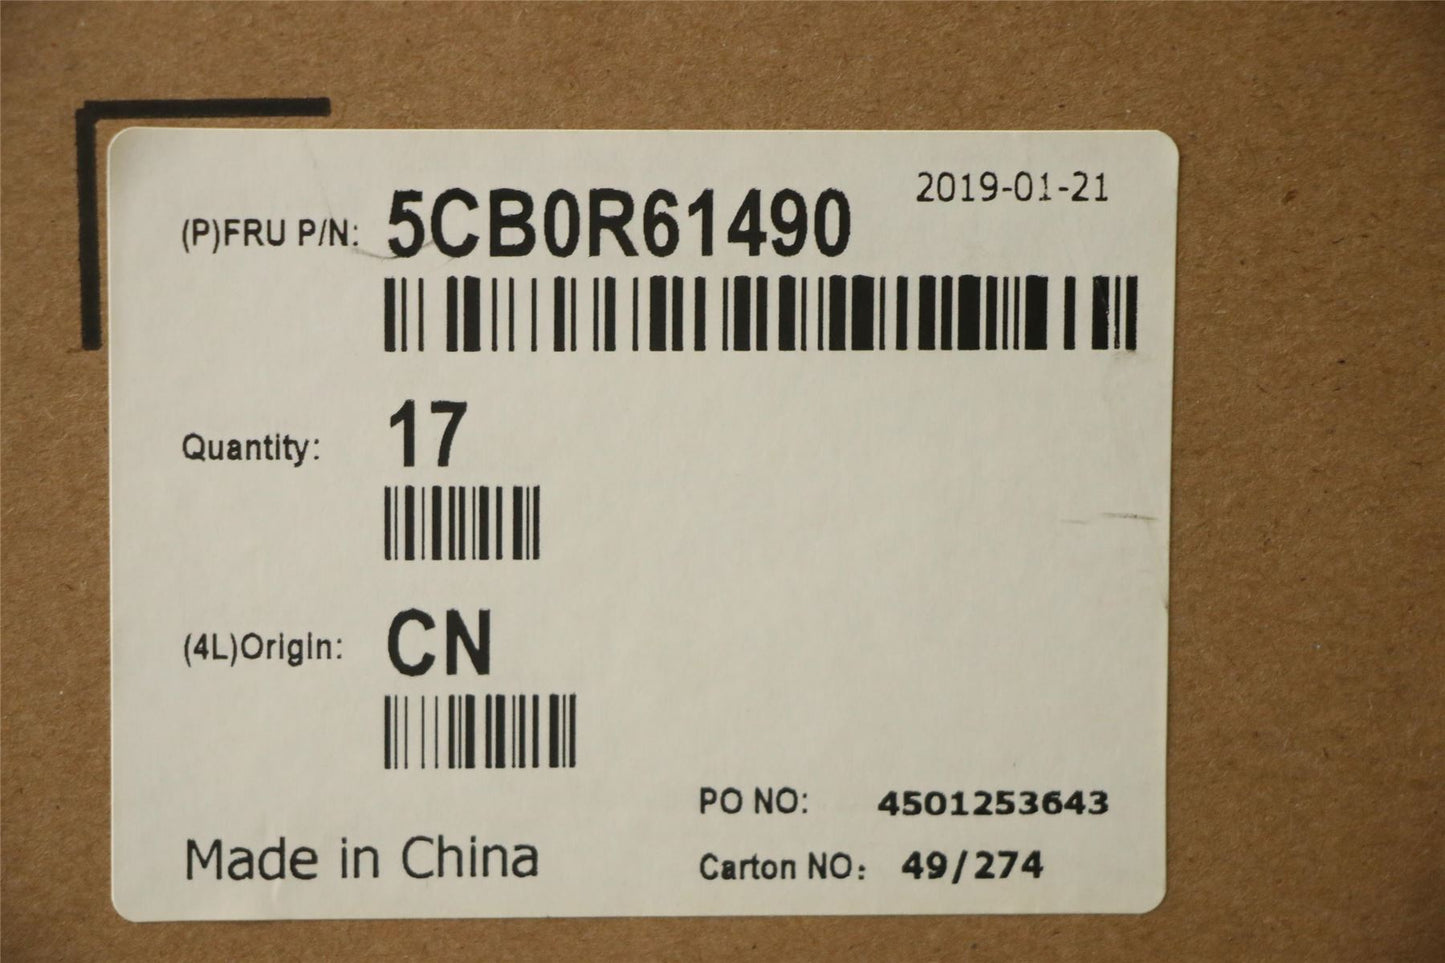 2019-01-21
(P)FRU P/N: 5CB0R61490
Quantity: 17
(4L)Origin: CN
PO NO: 4501253643
Made in China
Carton NO: 49/274